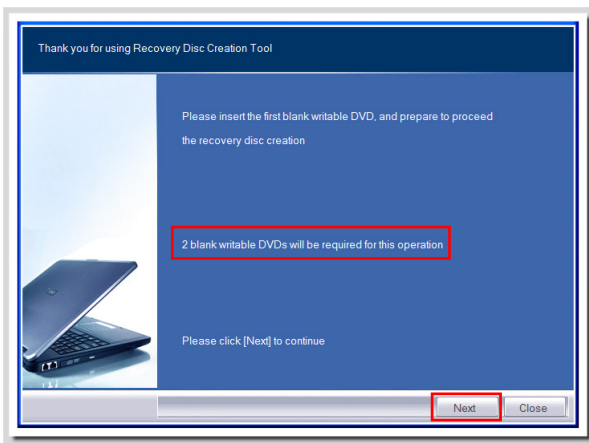 Thank you for using Recovery Disc Creation Tool
Please insert the first blank writable DVD, and prepare to proceed
the recovery disc creation
2 blank writable DVDs will be required for this operation
Please click [Next] to continue
Next
Close